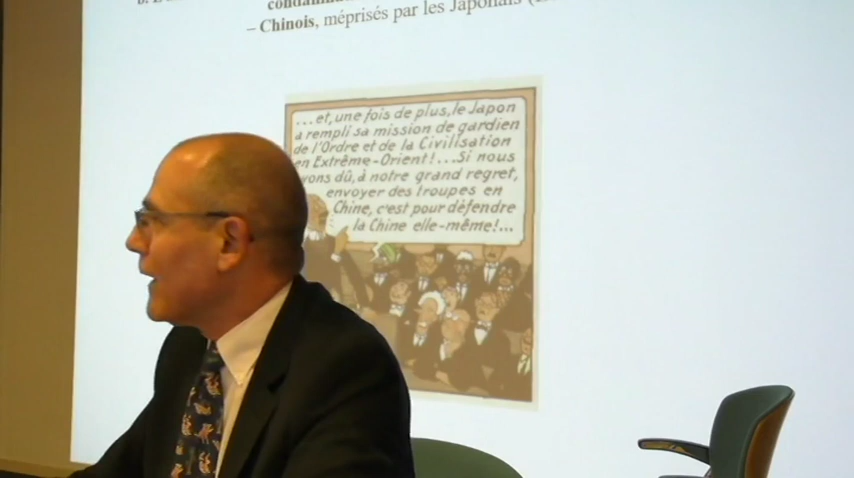 condamna
– Chinois, méprisés par les Japonais
...et, une fois de plus, le Japon
a rempli sa mission de gardien
de l'Ordre et de la Civilisation
en Extrême-Orient!...Si nous
vons dû, à notre grand regret,
envoyer des troupes en
Chine, c'est pour défendre
la Chine elle-même!...